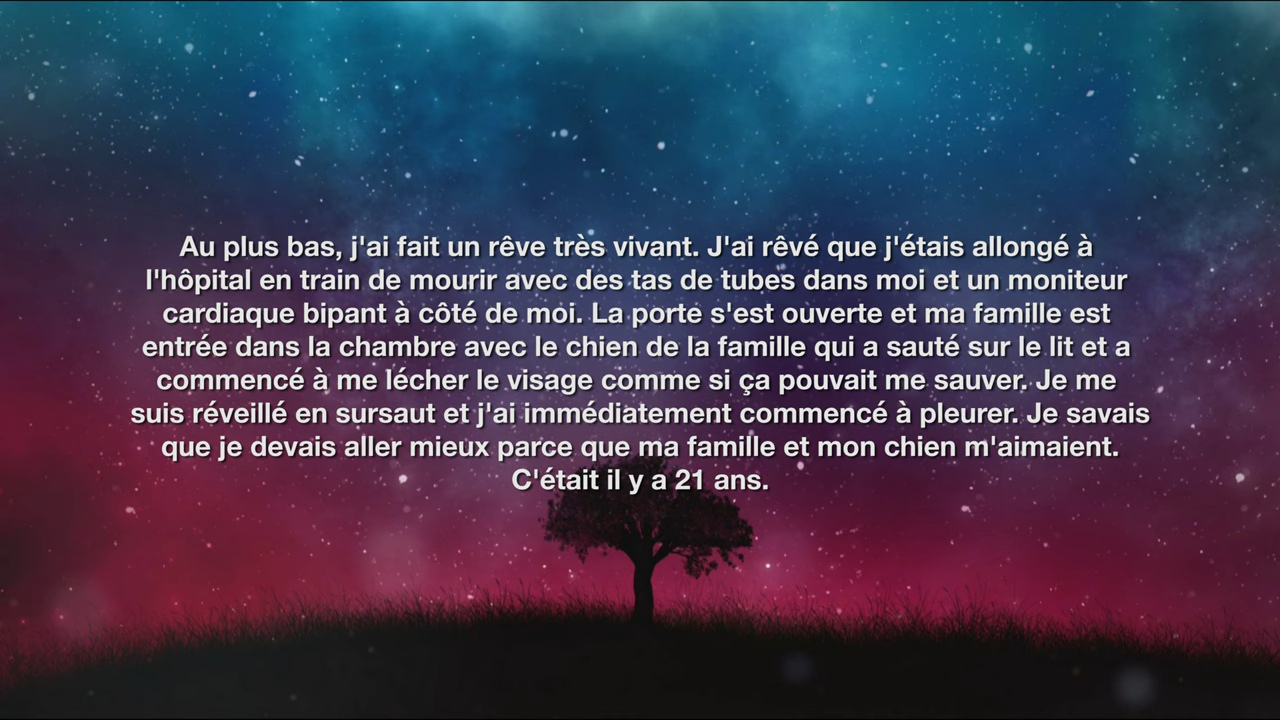 Au plus bas, j'ai fait un rêve très vivant. J'ai rêvé que j'étais allongé à
l'hôpital en train de mourir avec des tas de tubes dans moi et un moniteur
cardiaque bipant à côté de moi. La porte s'est ouverte et ma famille est
entrée dans la chambre avec le chien de la famille qui a sauté sur le lit et a
commencé à me lécher le visage comme si ça pouvait me sauver. Je me
suis réveillé en sursaut et j'ai immédiatement commencé à pleurer. Je savais
que je devais aller mieux parce que ma famille et mon chien m'aimaient.
C'était il y a 21 ans.